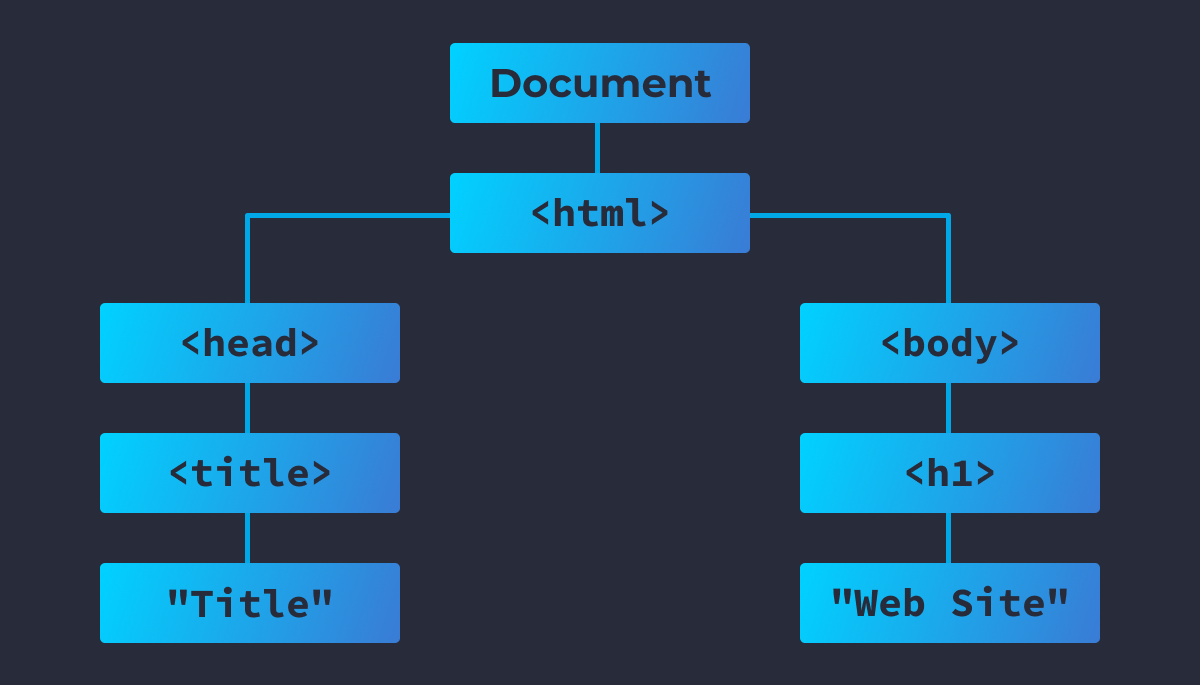 Document
<html>
<head>
<body>
<title>
<h1>
"Title"
"Web Site"